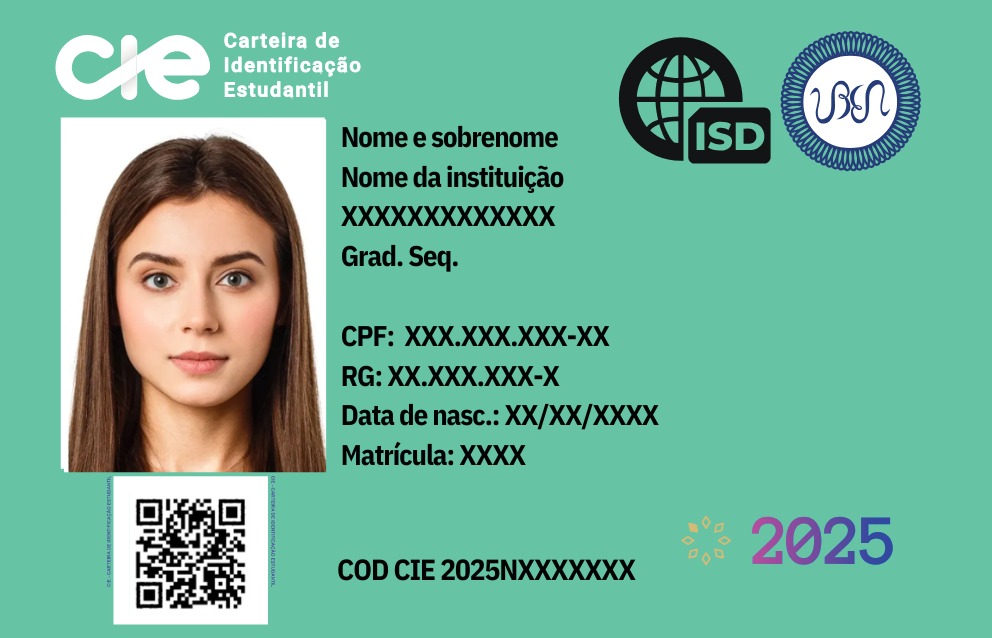 cie
Carteira de
Identificação
Estudantil
ISD
Nome e sobrenome
Nome da instituição
XXXXXXXXXXXXX
Grad. Seq.
CPF: XXX.XXX.XXX-XX
RG: XX.XXX.XXX-X
Data de nasc.: XX/XX/XXXX
Matrícula: XXXX
CIE - CARTEIRA DE IDENTIFICAÇÃO ESTUDANTIL
CIE - CARTEIRA DE IDENTIFICAÇÃO ESTUDANTIL
COD CIE 2025NXXXXXXX
2025